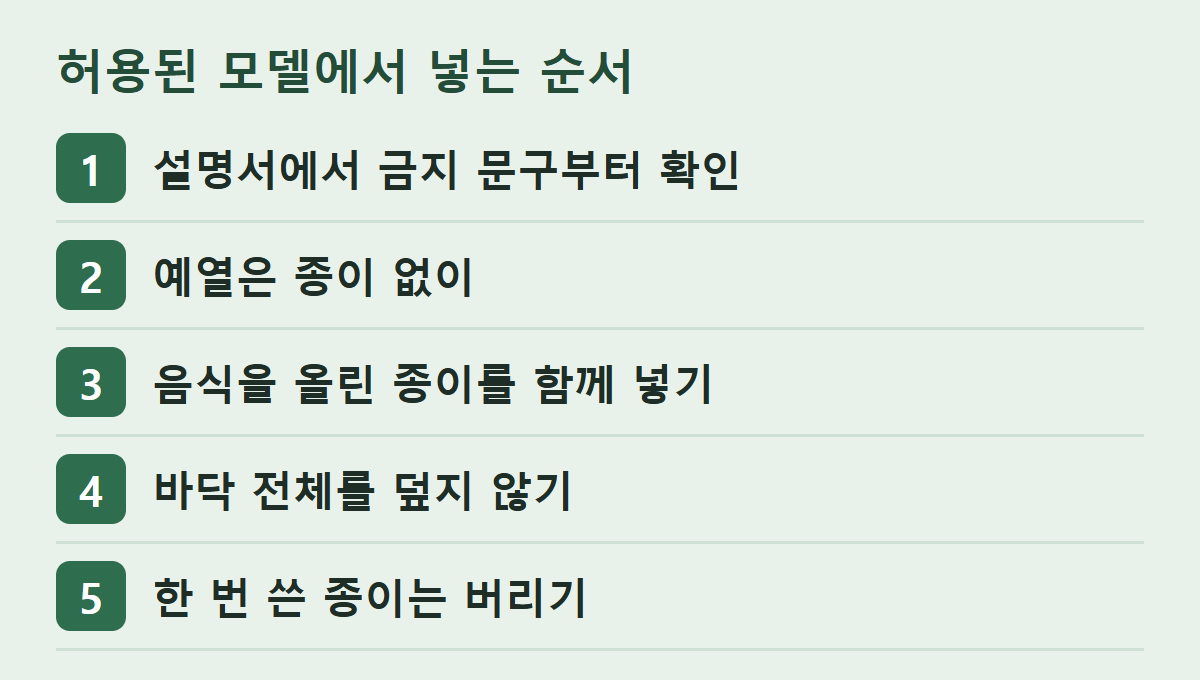 허용된 모델에서 넣는 순서
1 설명서에서 금지 문구부터 확인
2 예열은 종이 없이
3 음식을 올린 종이를 함께 넣기
4 바닥 전체를 덮지 않기
5 한 번 쓴 종이는 버리기